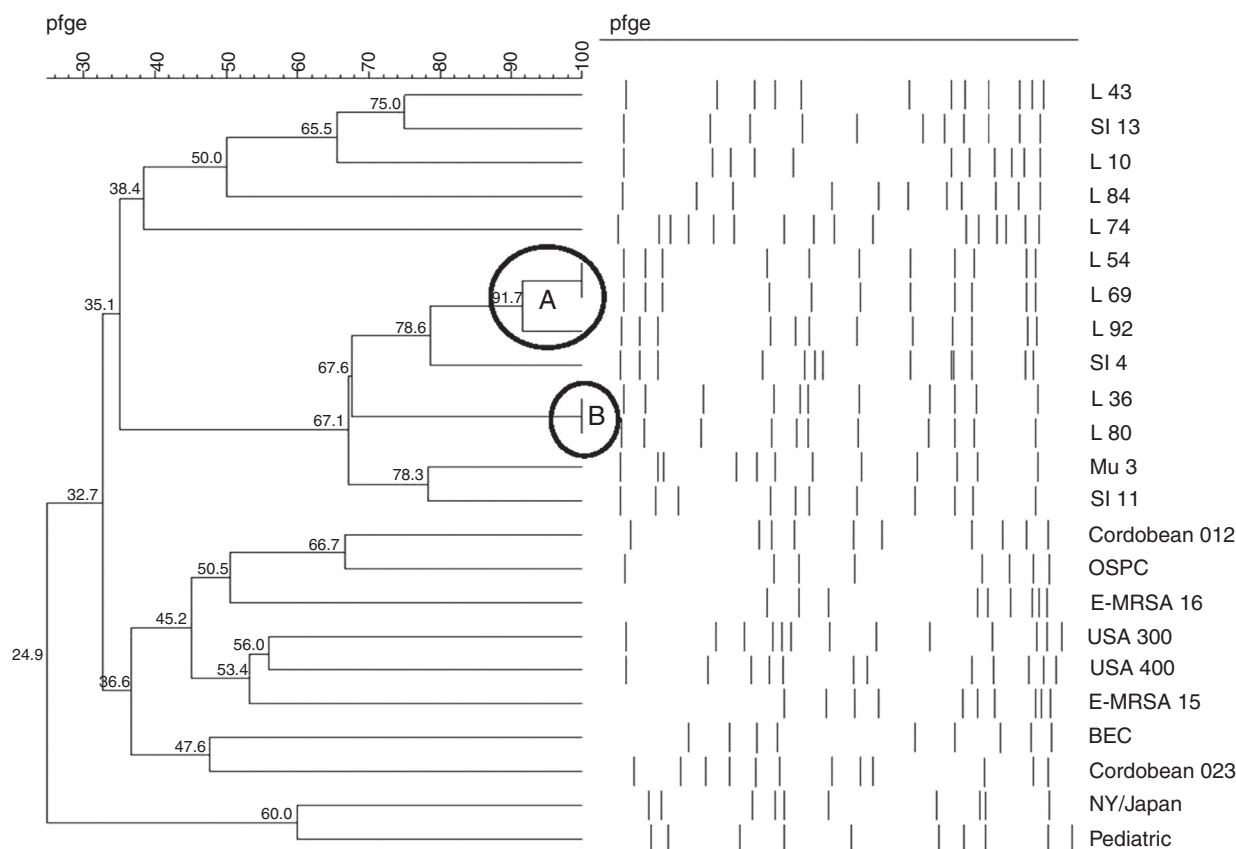 pfge pfge
30 40 50 60 70 80 90 100
75.0 L 43
65.5 SI 13
50.0 L 10
38.4 L 84
L 74
L 54
35.1 91.7 A L 69
78.6 L 92
67.6 SI 4
B L 36
67.1 L 80
78.3 Mu 3
32.7 SI 11
66.7 Cordobean 012
50.5 OSPC
45.2 E-MRSA 16
56.0 USA 300
24.9 53.4 USA 400
36.6 E-MRSA 15
47.6 BEC
Cordobean 023
60.0 NY/Japan
Pediatric